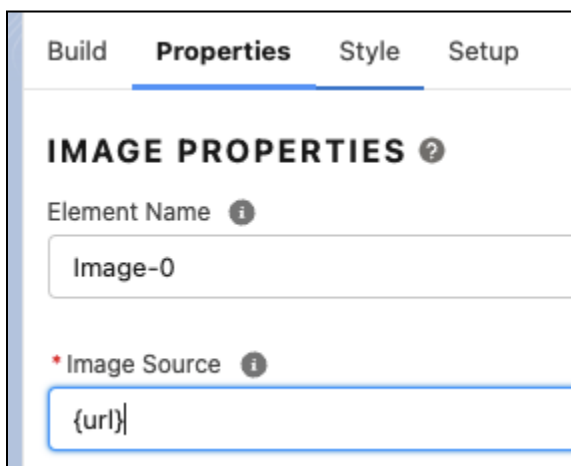 Build Properties Style Setup
IMAGE PROPERTIES
Element Name
Image-0
* Image Source
{url}